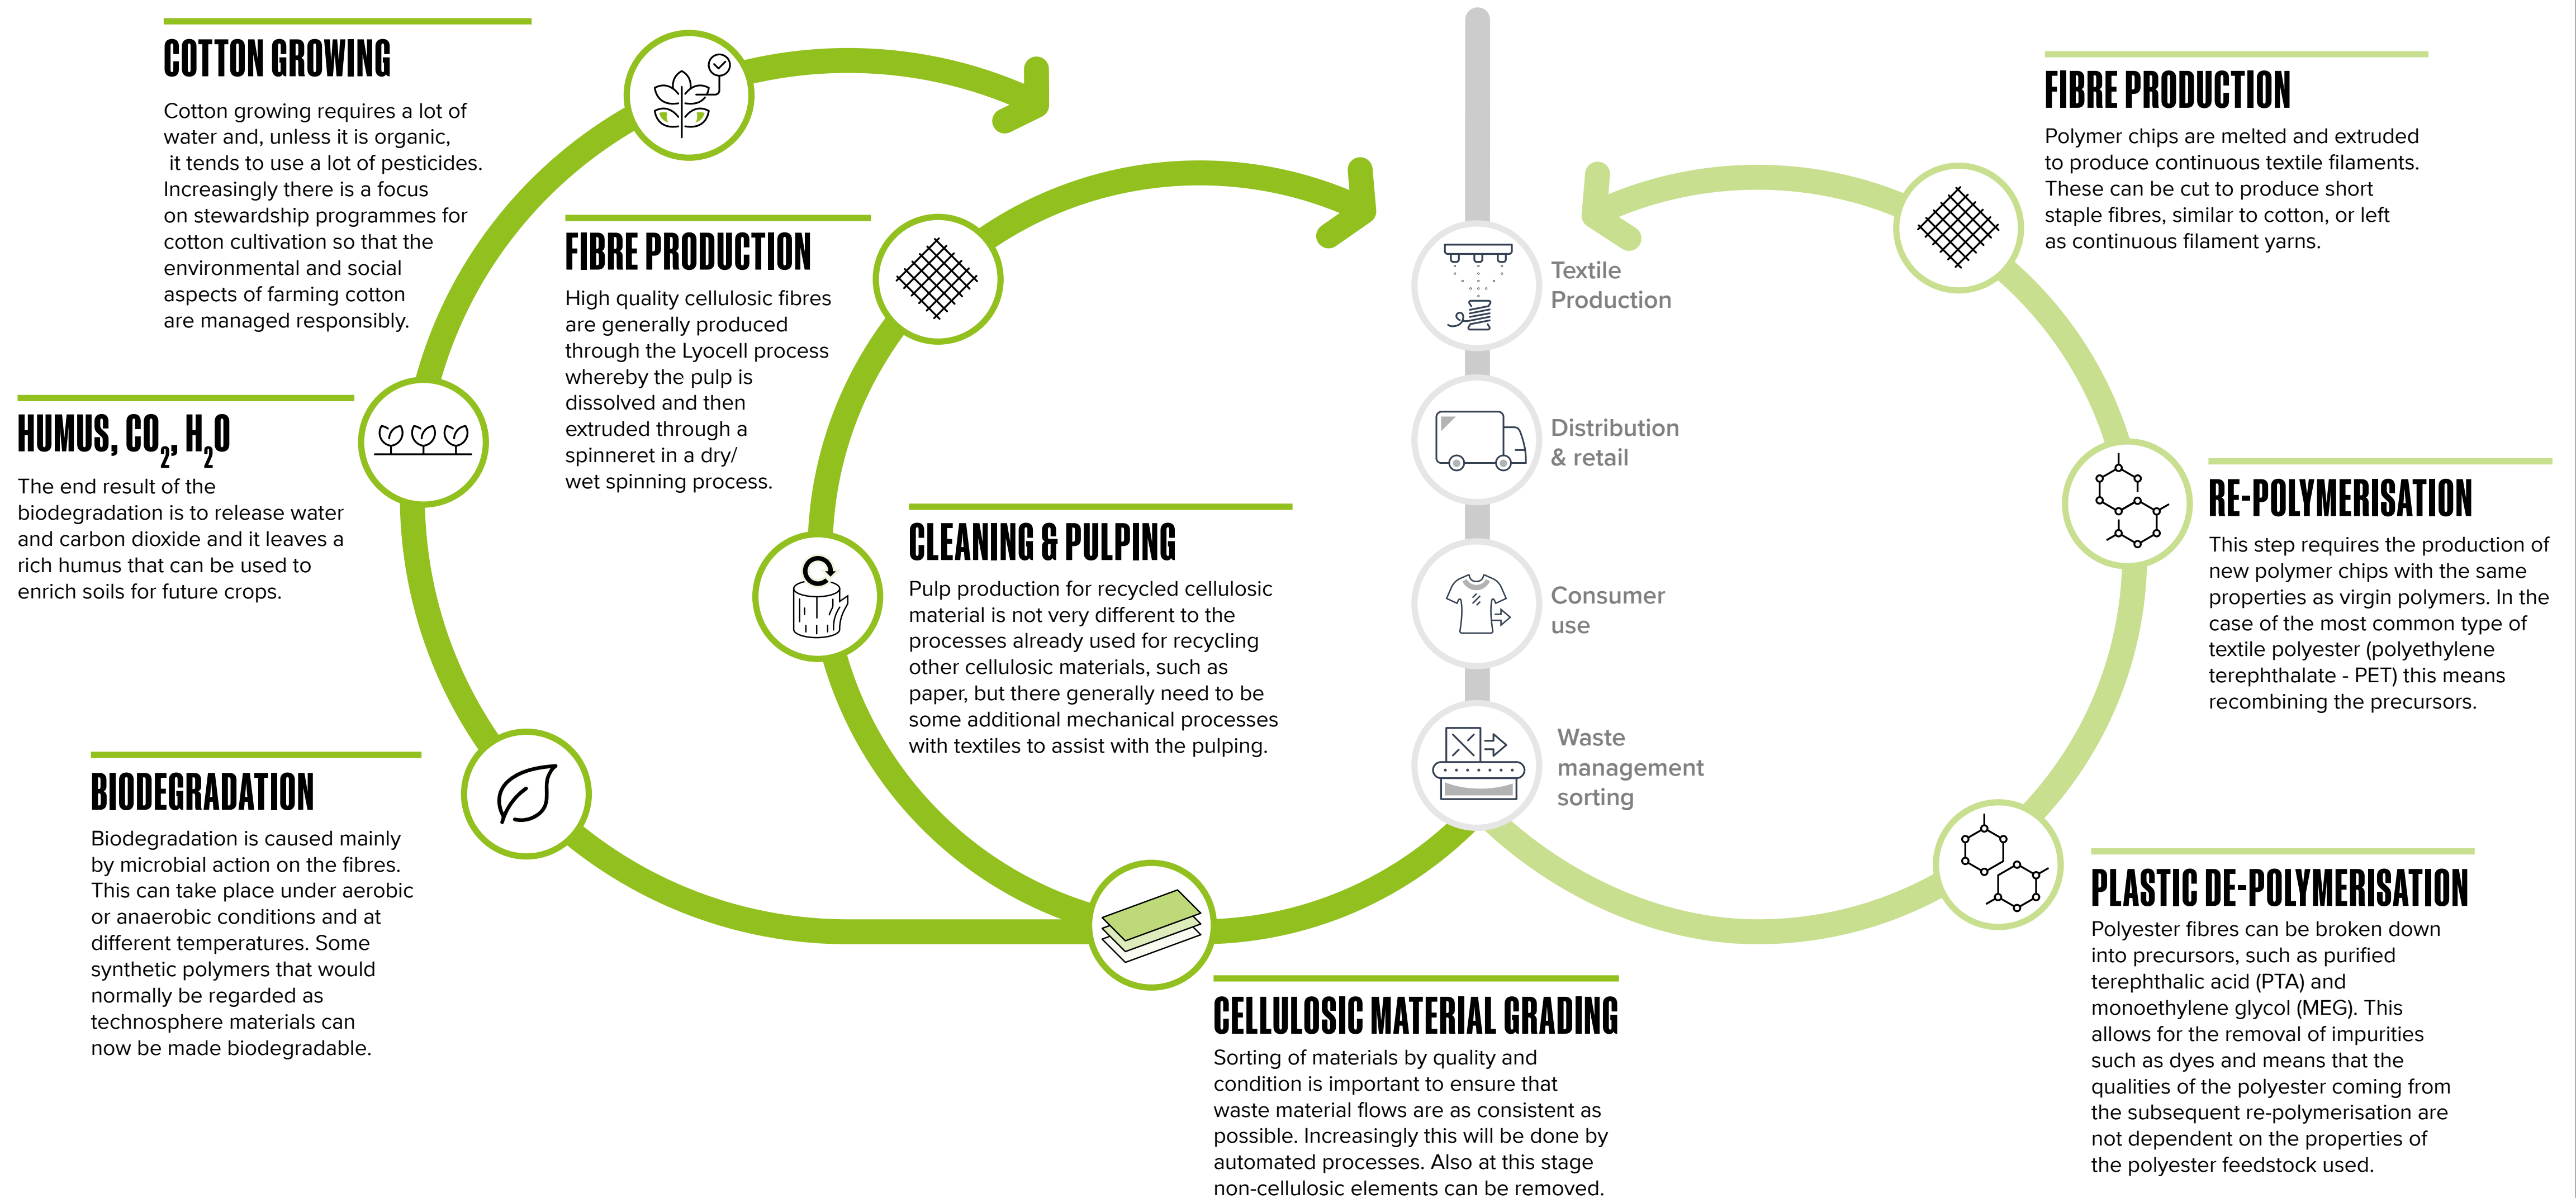 COTTON GROWING
Cotton growing requires a lot of
water and, unless it is organic,
it tends to use a lot of pesticides.
Increasingly there is a focus
on stewardship programmes for
cotton cultivation so that the
environmental and social
aspects of farming cotton
are managed responsibly.
HUMUS, CO₂, H₂O
The end result of the
biodegradation is to release water
and carbon dioxide and it leaves a
rich humus that can be used to
enrich soils for future crops.
BIODEGRADATION
Biodegradation is caused mainly
by microbial action on the fibres.
This can take place under aerobic
or anaerobic conditions and at
different temperatures. Some
synthetic polymers that would
normally be regarded as
technosphere materials can
now be made biodegradable.
FIBRE PRODUCTION
High quality cellulosic fibres
are generally produced
through the Lyocell process
whereby the pulp is
dissolved and then
extruded through a
spinneret in a dry/
wet spinning process.
CLEANING & PULPING
Pulp production for recycled cellulosic
material is not very different to the
processes already used for recycling
other cellulosic materials, such as
paper, but there generally need to be
some additional mechanical processes
with textiles to assist with the pulping.
CELLULOSIC MATERIAL GRADING
Sorting of materials by quality and
condition is important to ensure that
waste material flows are as consistent as
possible. Increasingly this will be done by
automated processes. Also at this stage
non-cellulosic elements can be removed.
Textile
Production
Distribution
& retail
Consumer
use
Waste
management
sorting
FIBRE PRODUCTION
Polymer chips are melted and extruded
to produce continuous textile filaments.
These can be cut to produce short
staple fibres, similar to cotton, or left
as continuous filament yarns.
RE-POLYMERISATION
This step requires the production of
new polymer chips with the same
properties as virgin polymers. In the
case of the most common type of
textile polyester (polyethylene
terephthalate - PET) this means
recombining the precursors.
PLASTIC DE-POLYMERISATION
Polyester fibres can be broken down
into precursors, such as purified
terephthalic acid (PTA) and
monoethylene glycol (MEG). This
allows for the removal of impurities
such as dyes and means that the
qualities of the polyester coming from
the subsequent re-polymerisation are
not dependent on the properties of
the polyester feedstock used.